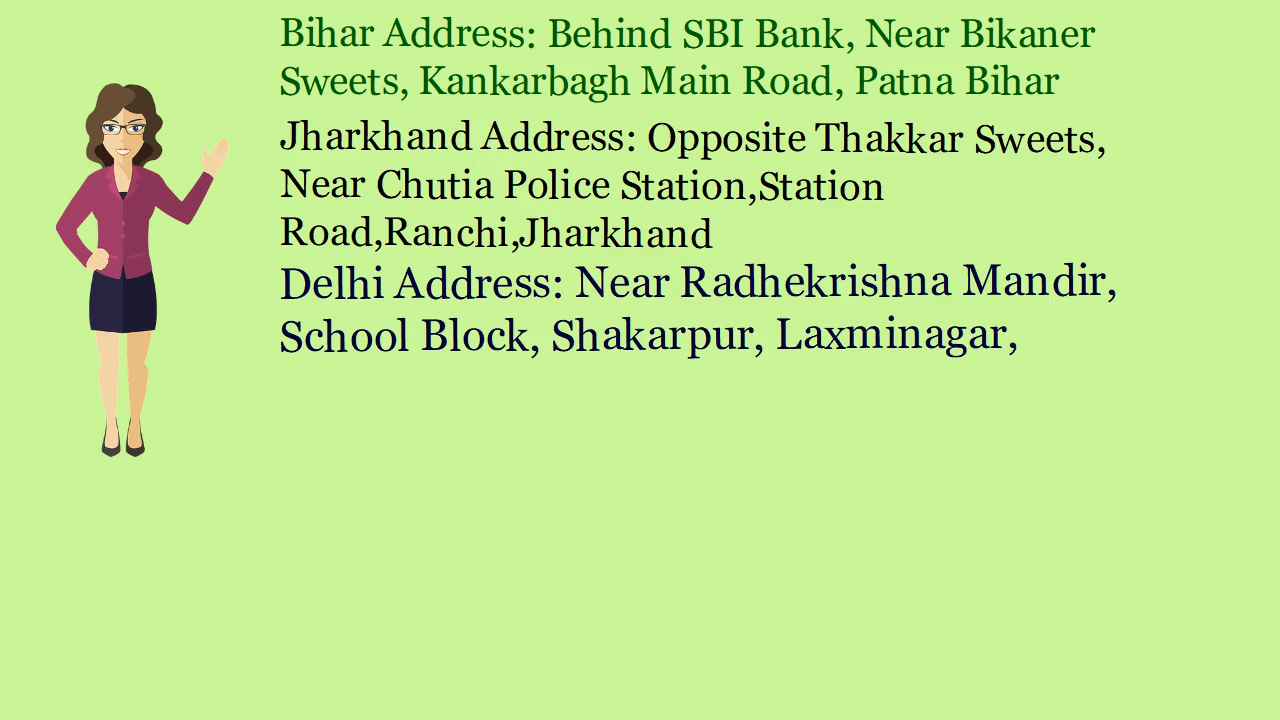 Bihar Address: Behind SBI Bank, Near Bikaner
Sweets, Kankarbagh Main Road, Patna Bihar
Jharkhand Address: Opposite Thakkar Sweets,
Near Chutia Police Station,Station
Road,Ranchi,Jharkhand
Delhi Address: Near Radhekrishna Mandir,
School Block, Shakarpur, Laxminagar,